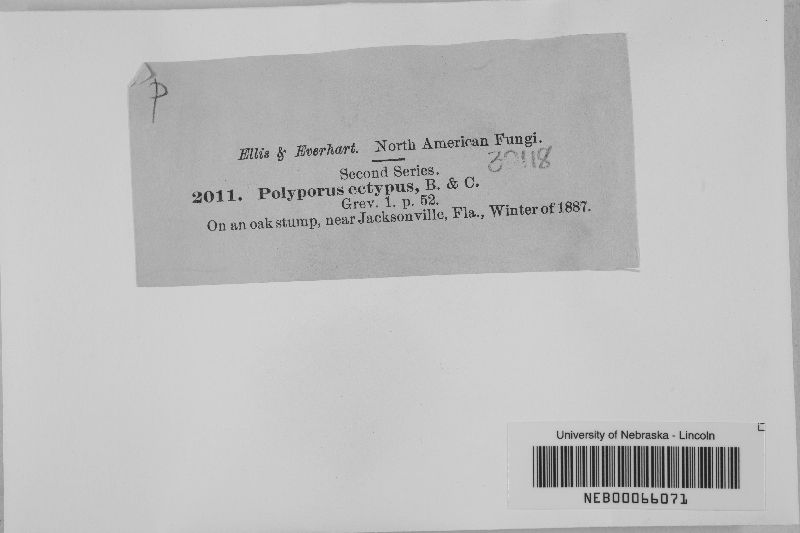 p
Ellis & Everhart. North American Fungi.
Second Series.
2011. Polyporus ectypus, B. & C.
Grev. 1. p. 52.
On an oak stump, near Jacksonville, Fla., Winter of 1887.
University of Nebraska - Lincoln
NEB00066071